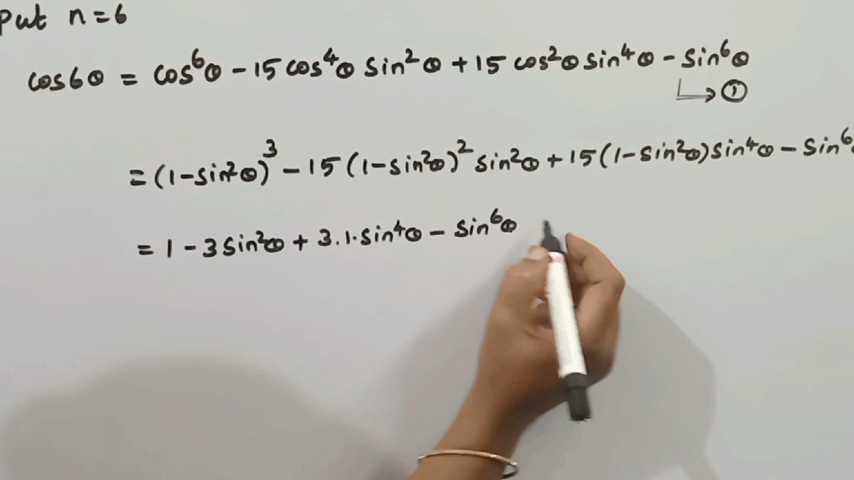 Put n=6
cos6θ = cos⁶θ − 15 cos⁴θ sin²θ + 15 cos²θ sin⁴θ − sin⁶θ
↳ ①
= (1−sin²θ)³ − 15 (1−sin²θ)² sin²θ + 15 (1−sin²θ) sin⁴θ − sin⁶
= 1 − 3 sin²θ + 3.1.sin⁴θ − sin⁶θ